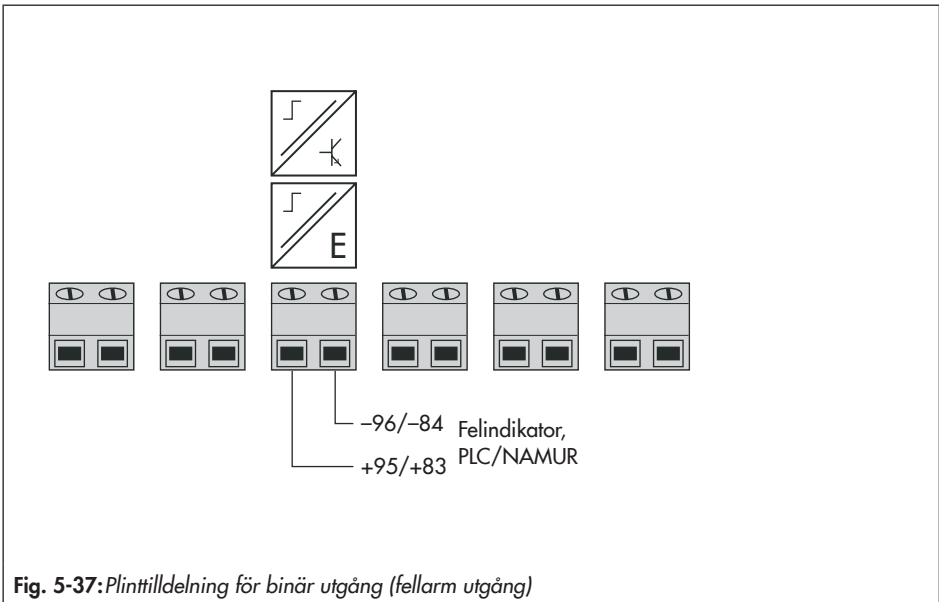 E
–96/–84 Felindikator,
+95/+83 PLC/NAMUR
Fig. 5-37: Plinttilldelning för binär utgång (fellarm utgång)